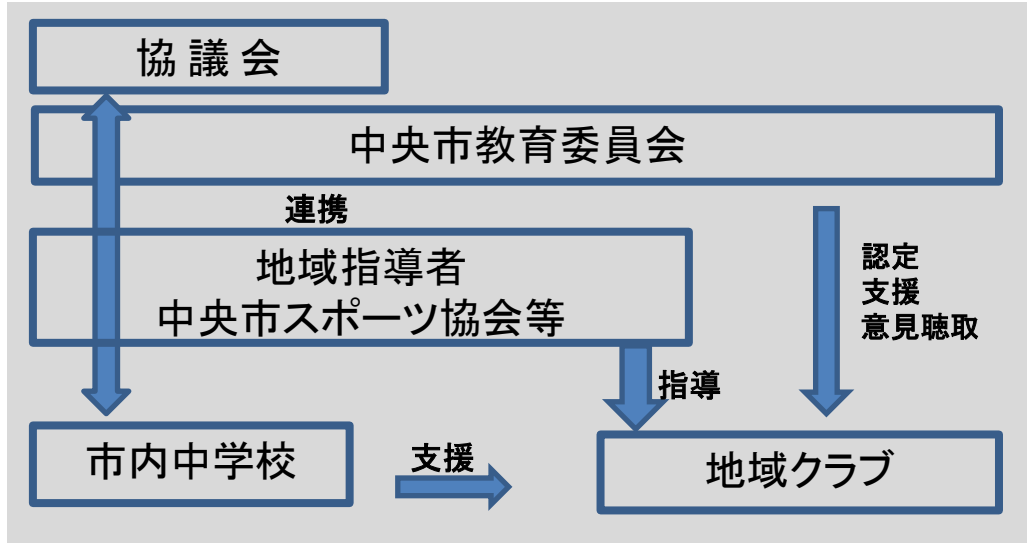 協議会
中央市教育委員会
連携
地域指導者
中央市スポーツ協会等
認定
支援
意見聴取
指導
市内中学校
支援
地域クラブ